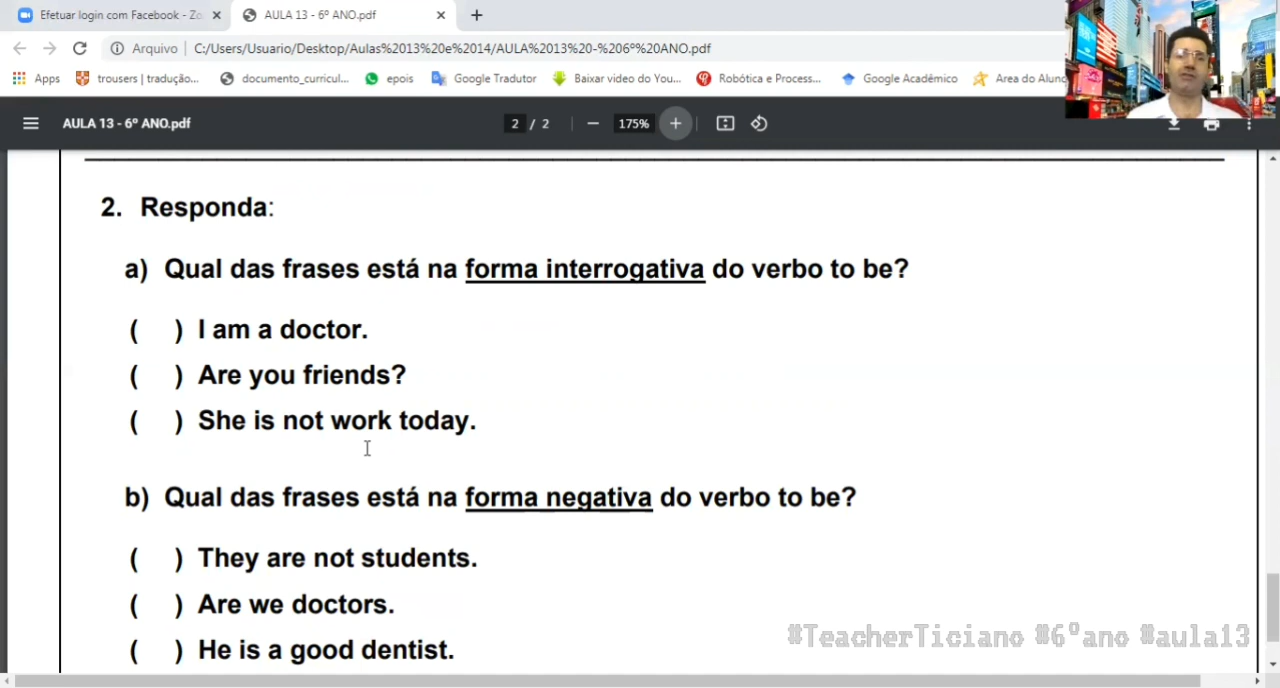 Efetuar login com Facebook - Zo
AULA 13 - 6º ANO.pdf
Arquivo
C:/Users/Usuario/Desktop/Aulas%2013%20e%2014/AULA%2013%20-%206º%20ANO.pdf
Apps
trousers | tradução...
documento_curricul...
epois
Google Tradutor
Baixar video do You...
Robótica e Process...
Google Acadêmico
Area do Alun
AULA 13 - 6º ANO.pdf
2 / 2
175%
2. Responda:
a) Qual das frases está na forma interrogativa do verbo to be?
( ) I am a doctor.
( ) Are you friends?
( ) She is not work today.
b) Qual das frases está na forma negativa do verbo to be?
( ) They are not students.
( ) Are we doctors.
( ) He is a good dentist.
#TeacherTiciano #6ºano #aula13